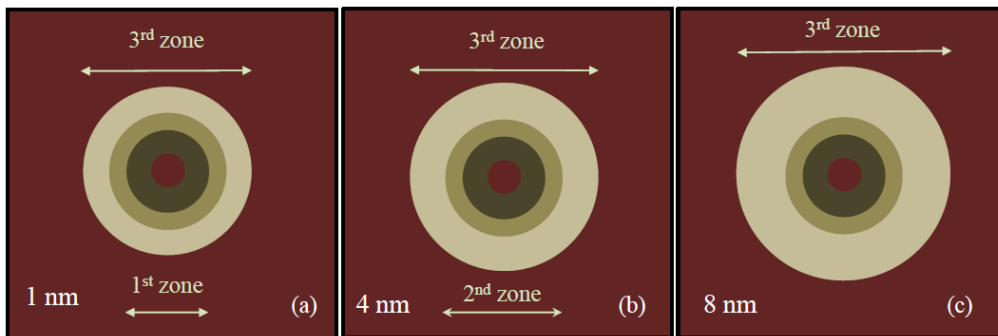 3rd zone
1st zone
1 nm
(a)
3rd zone
2nd zone
4 nm
(b)
3rd zone
8 nm
(c)